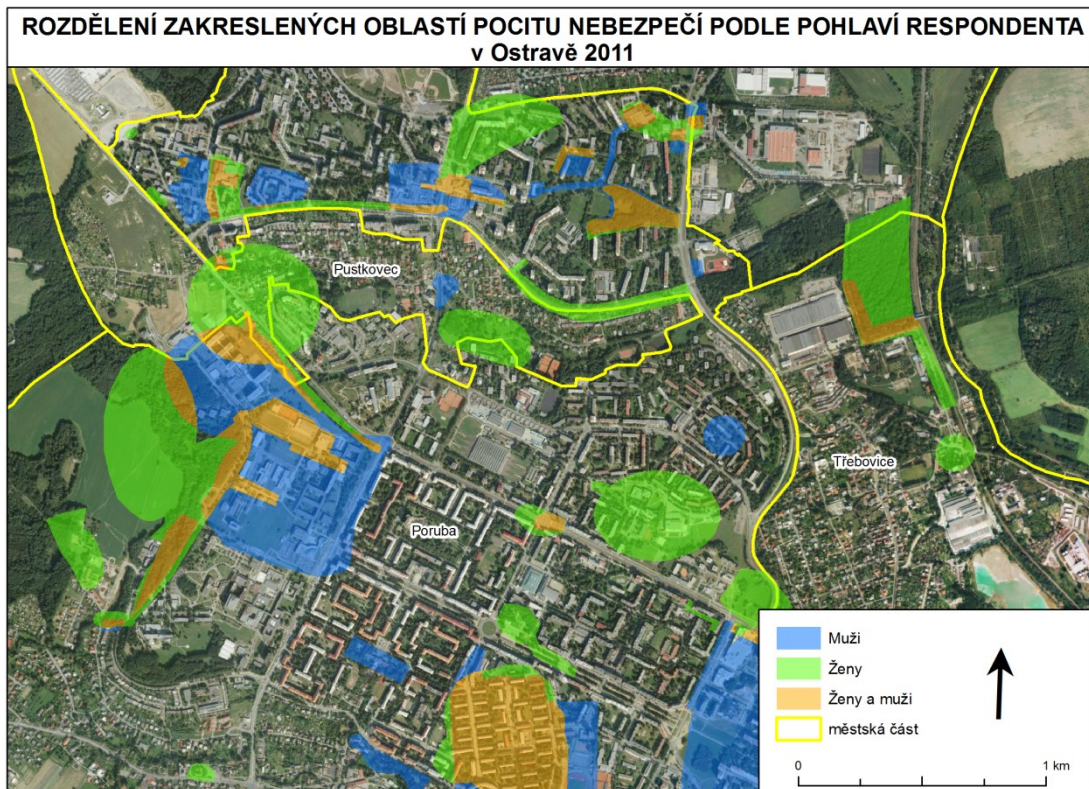 ROZDĚLENÍ ZAKRESLENÝCH OBLASTÍ POCITU NEBEZPEČÍ PODLE POHLAVÍ RESPONDENTA
v Ostravě 2011
Pustkovec
Třebovice
Poruba
Muži
Ženy
Ženy a muži
městská část
0 1 km